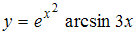 y = e^{x^2} arcsin 3x